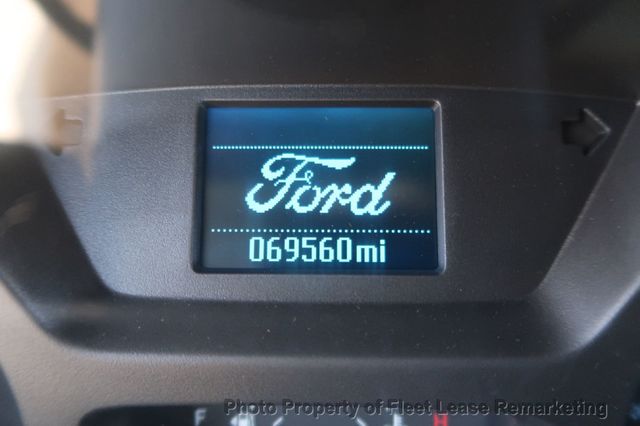 Ford
069560mi
F H
Photo Property of Fleet Lease Remarketing